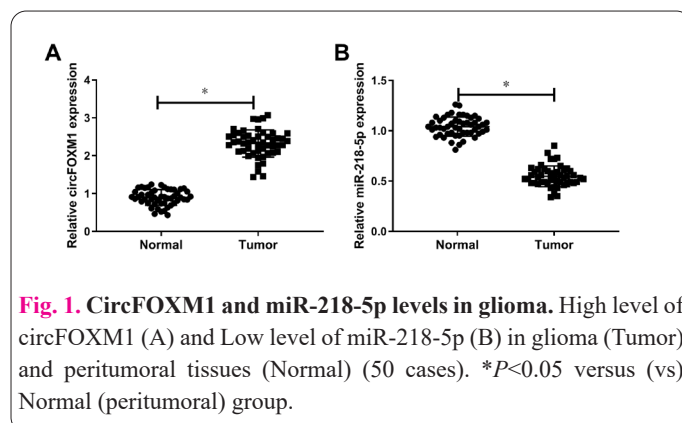 A
B
Relative circFOXM1 expression
4
3
2
1
0
*
Normal
Tumor
Relative miR-218-5p expression
1.5
1.0
0.5
0.0
*
Normal
Tumor
Fig. 1. CircFOXM1 and miR-218-5p levels in glioma. High level of
circFOXM1 (A) and Low level of miR-218-5p (B) in glioma (Tumor)
and peritumoral tissues (Normal) (50 cases). *P<0.05 versus (vs)
Normal (peritumoral) group.